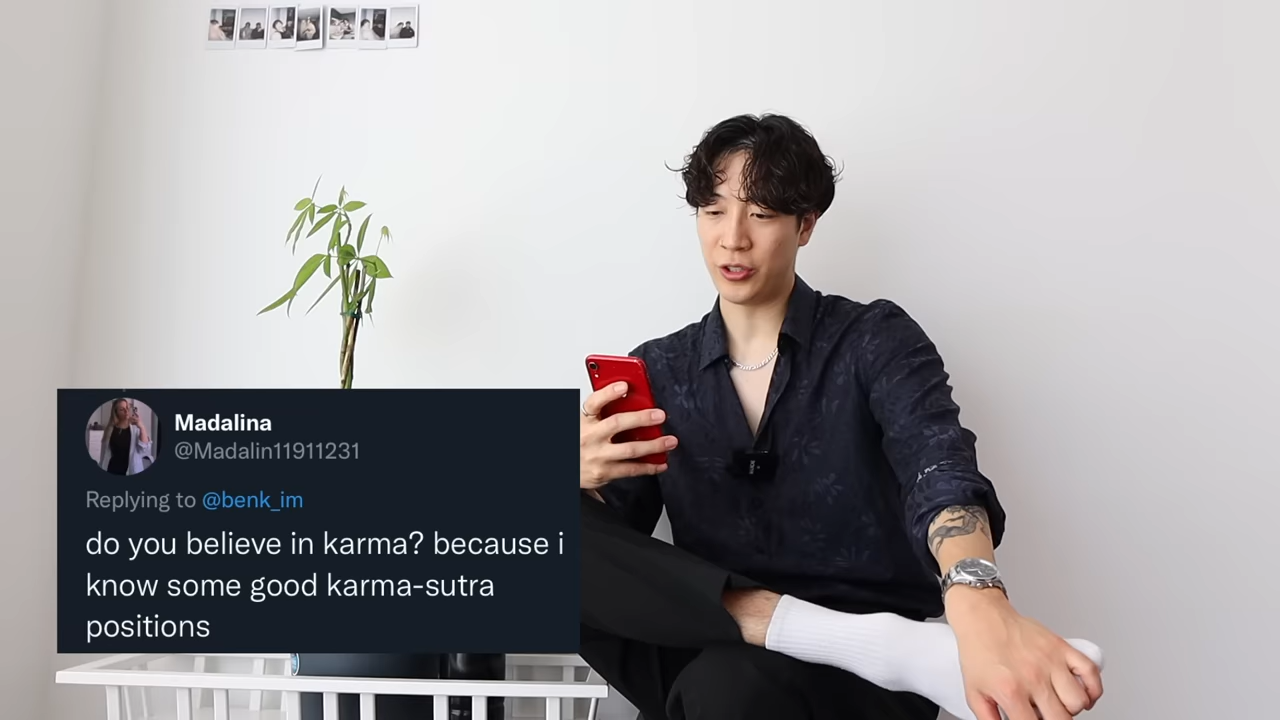 Madalina
@Madalin11911231
Replying to @benk_im
do you believe in karma? because i
know some good karma-sutra
positions